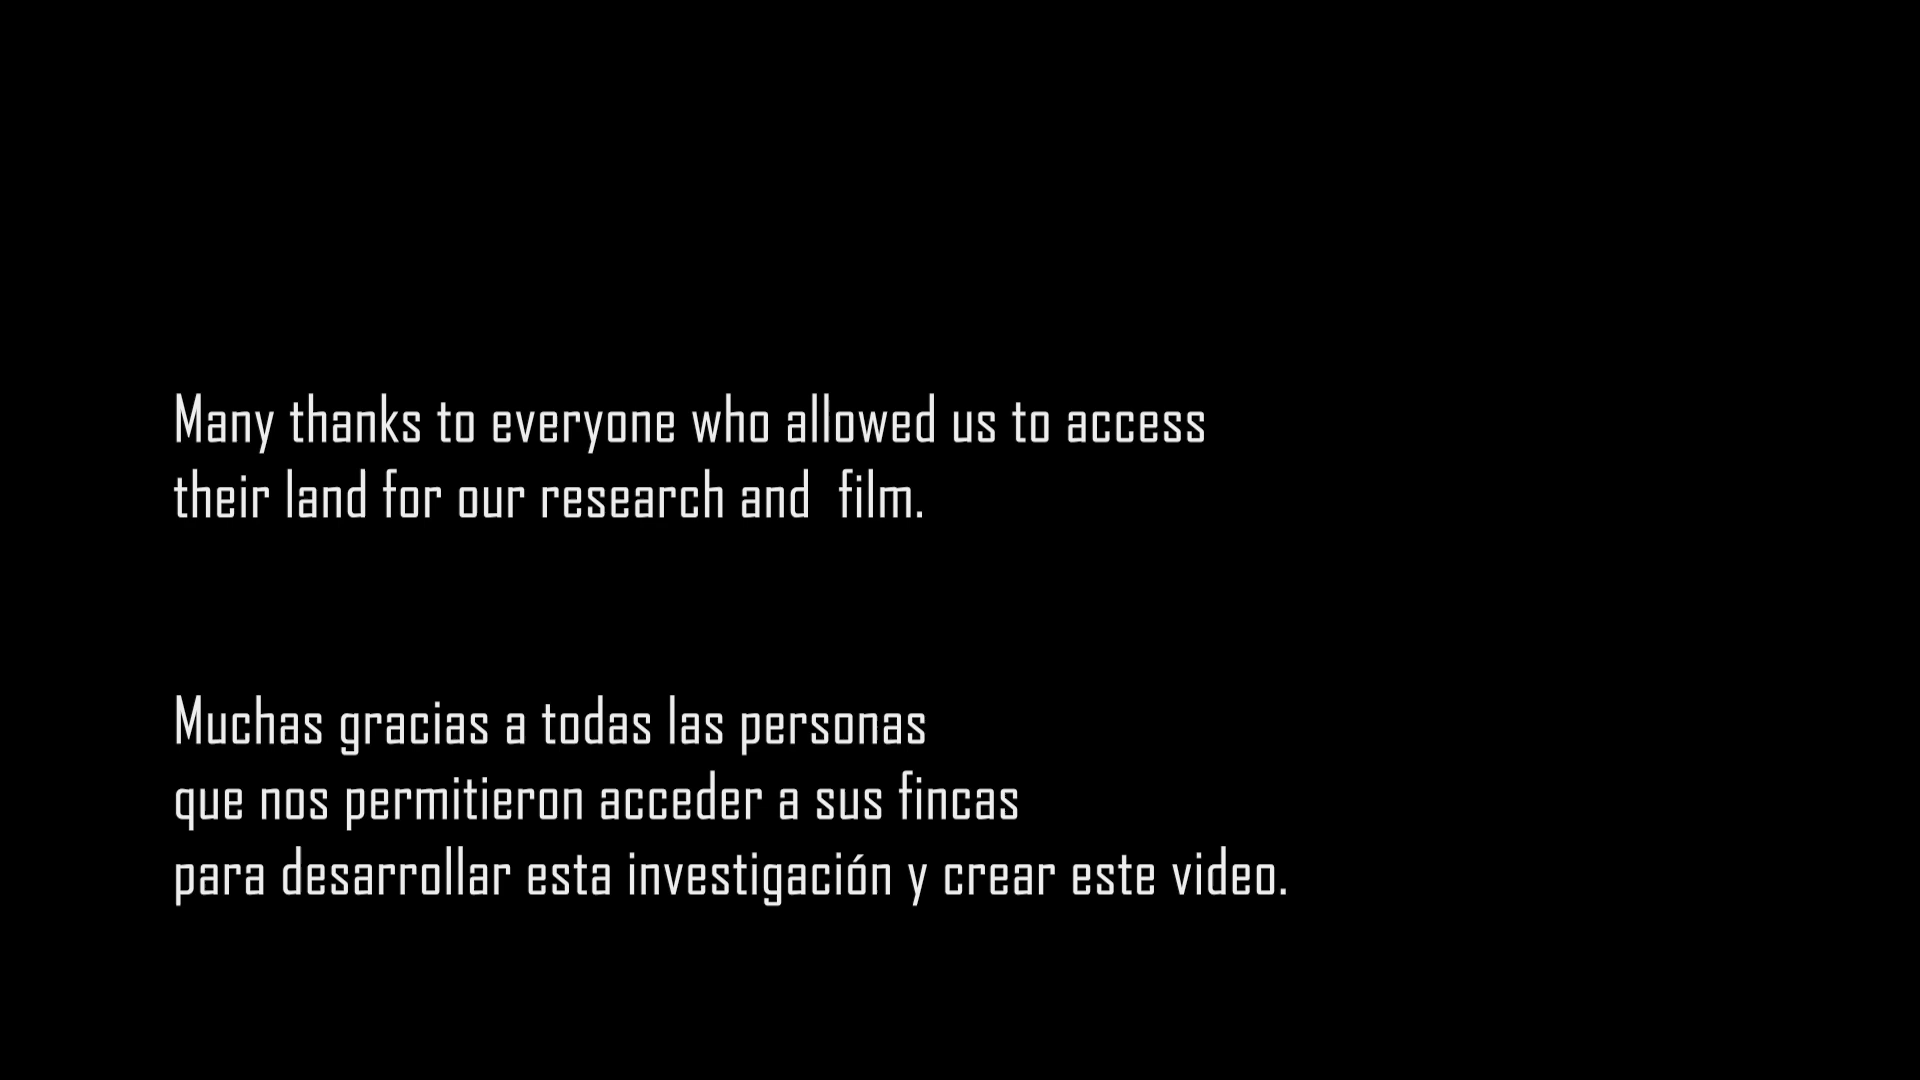 Many thanks to everyone who allowed us to access
their land for our research and  film.
Muchas gracias a todas las personas
que nos permitieron acceder a sus fincas
para desarrollar esta investigación y crear este video.